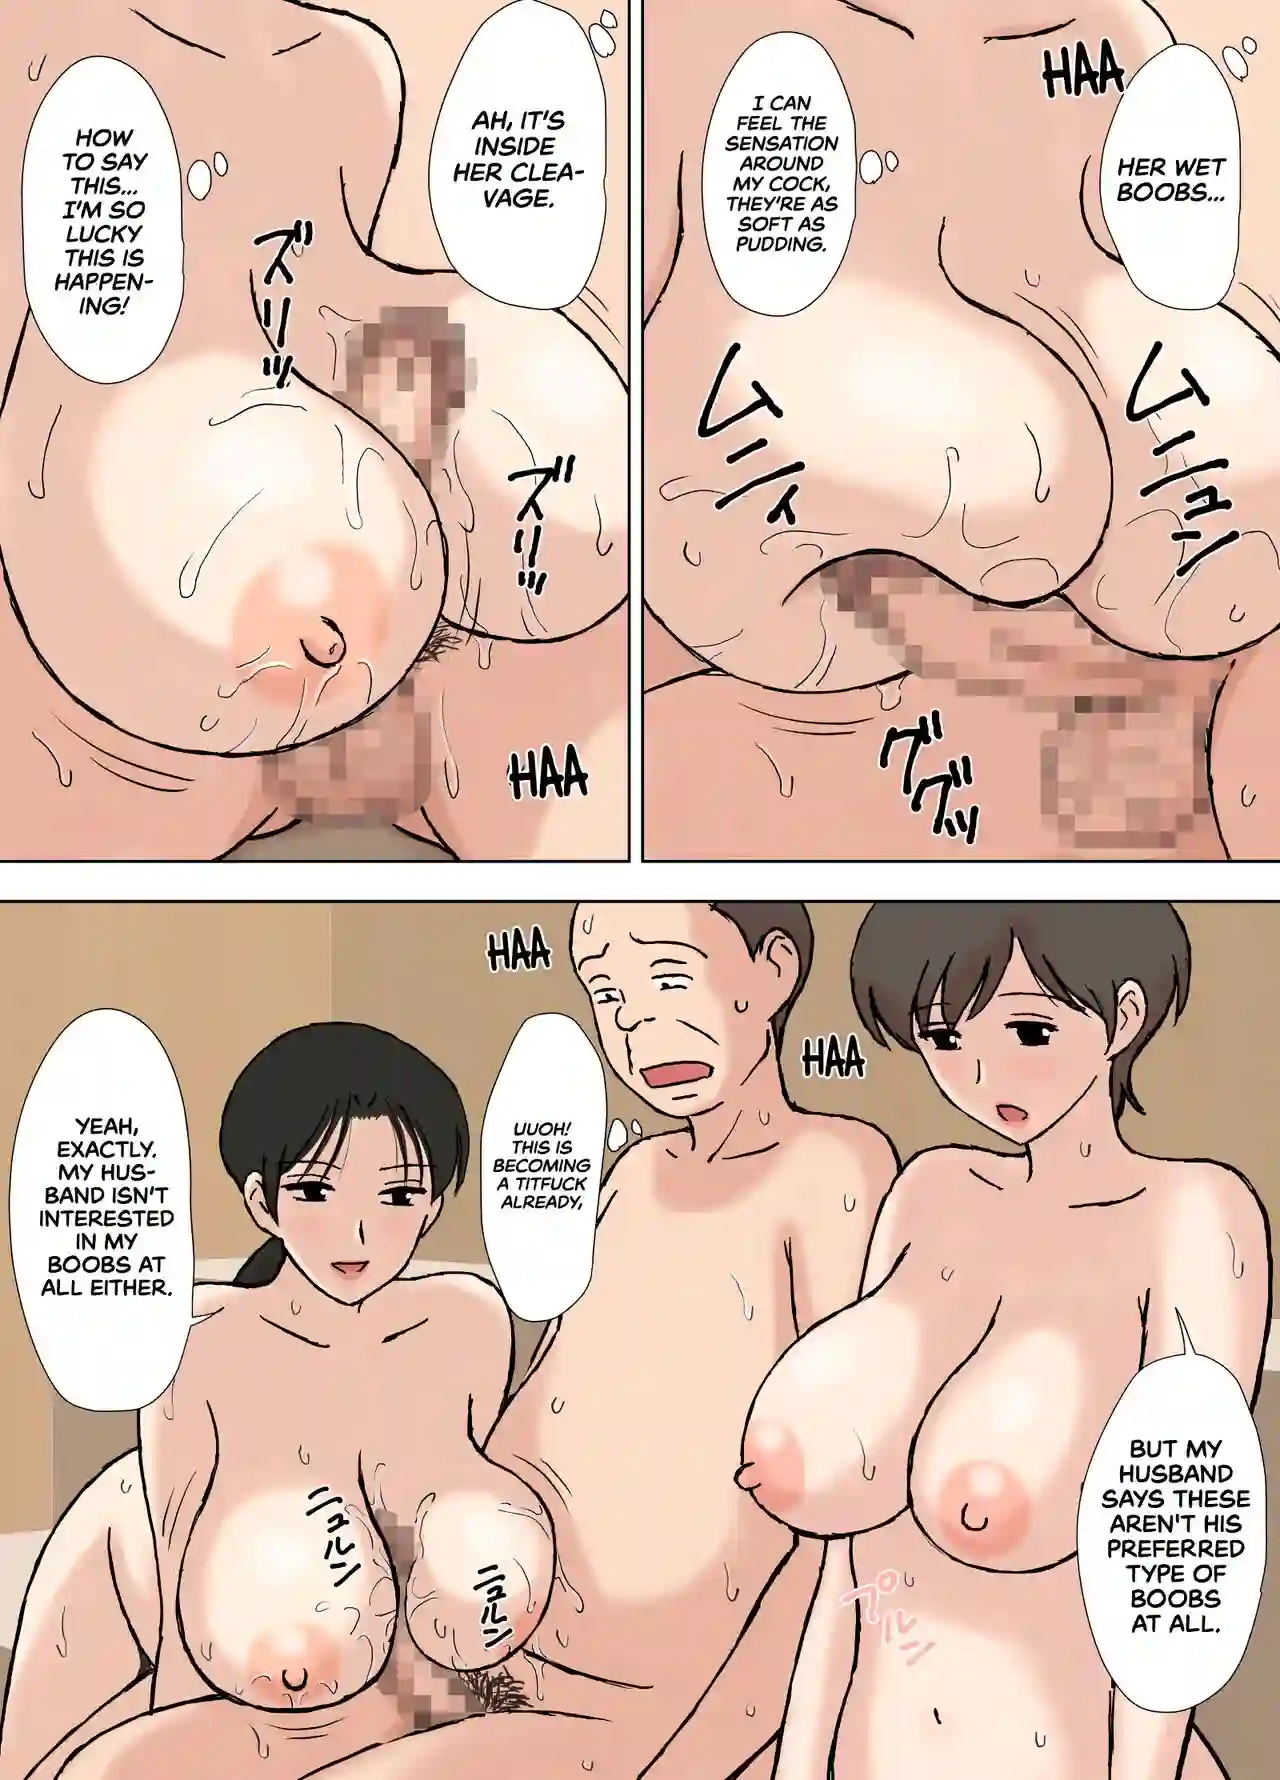 HER WET
BOOBS...
HAA
I CAN
FEEL THE
SENSATION
AROUND
MY COCK,
THEY'RE AS
SOFT AS
PUDDING.
ムニィ
ムニュン
グググッ
AH, IT'S
INSIDE
HER CLEA-
VAGE.
HOW
TO SAY
THIS...
I'M SO
LUCKY
THIS IS
HAPPEN-
ING!
ズリッ
ズリッ
HAA
HAA
HAA
BUT MY
HUSBAND
SAYS THESE
AREN'T HIS
PREFERRED
TYPE OF
BOOBS
AT ALL.
プルルン
UUOH!
THIS IS
BECOMING
A TITFUCK
ALREADY,
YEAH,
EXACTLY.
MY HUS-
BAND ISN'T
INTERESTED
IN MY
BOOBS AT
ALL EITHER.
ニュルン
ニュルン